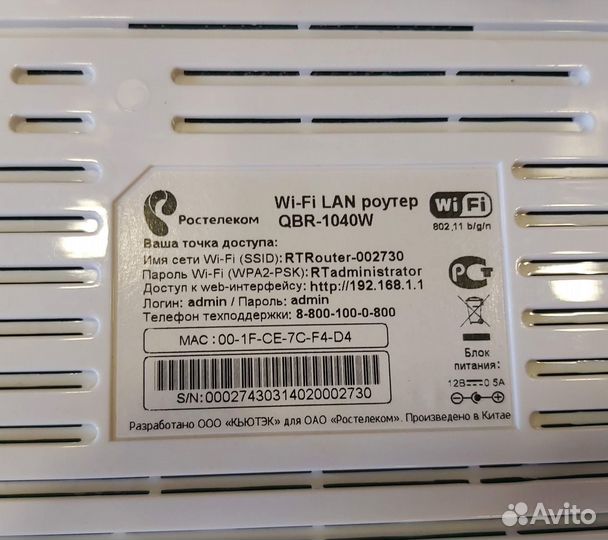 Ростелеком
Wi-Fi LAN роутер
QBR-1040W
Wi Fi
802.11 b/g/n
Ваша точка доступа:
Имя сети Wi-Fi (SSID): RTRouter-002730
Пароль Wi-Fi (WPA2-PSK): RTadministrator
Доступ к web-интерфейсу: http://192.168.1.1
Логин: admin / Пароль: admin
Телефон техподдержки: 8-800-100-0-800
MAC : 00-1F-CE-7C-F4-D4
S/N: 00027430314020002730
Блок
питания:
12В 0.5А
Разработано ООО «КЬЮТЭК» для ОАО «Ростелеком». Произведено в Китае
Avito